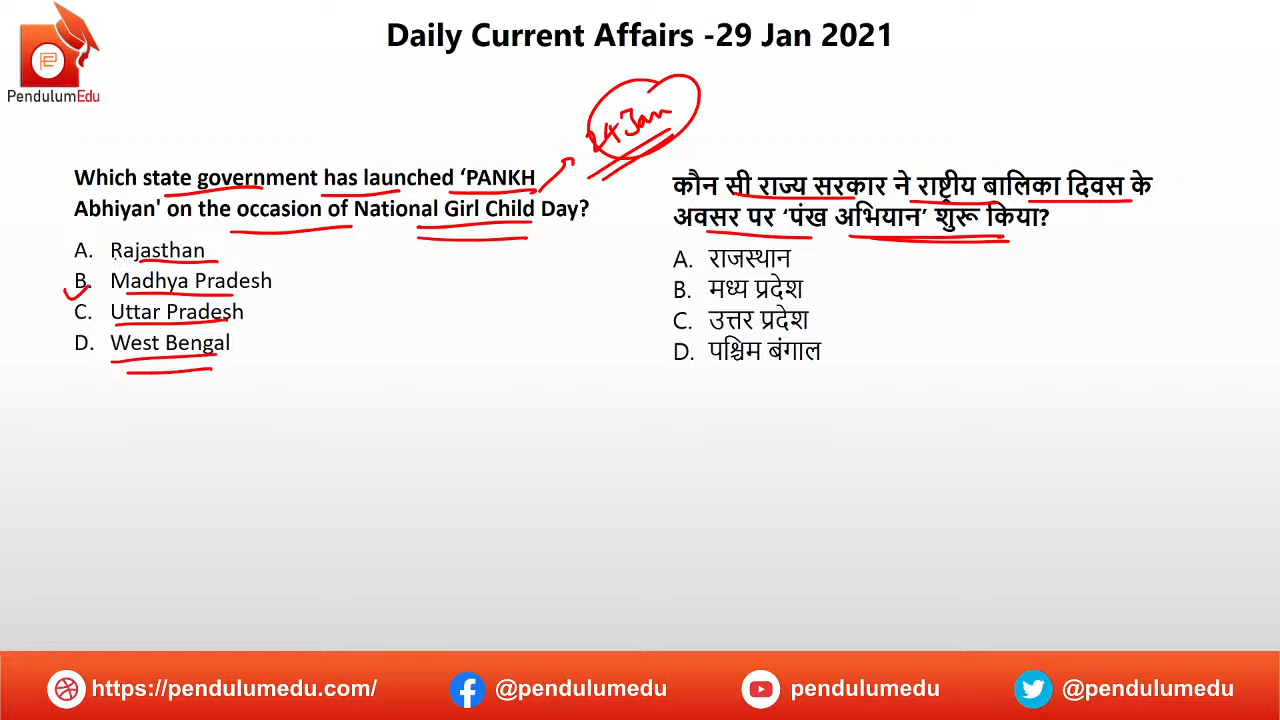 Daily Current Affairs -29 Jan 2021
PendulumEdu
24 Jan
Which state government has launched ‘PANKH
Abhiyan' on the occasion of National Girl Child Day?
A. Rajasthan
B. Madhya Pradesh
C. Uttar Pradesh
D. West Bengal
कौन सी राज्य सरकार ने राष्ट्रीय बालिका दिवस के
अवसर पर ‘पंख अभियान’ शुरू किया?
A. राजस्थान
B. मध्य प्रदेश
C. उत्तर प्रदेश
D. पश्चिम बंगाल
https://pendulumedu.com/
@pendulumedu
pendulumedu
@pendulumedu